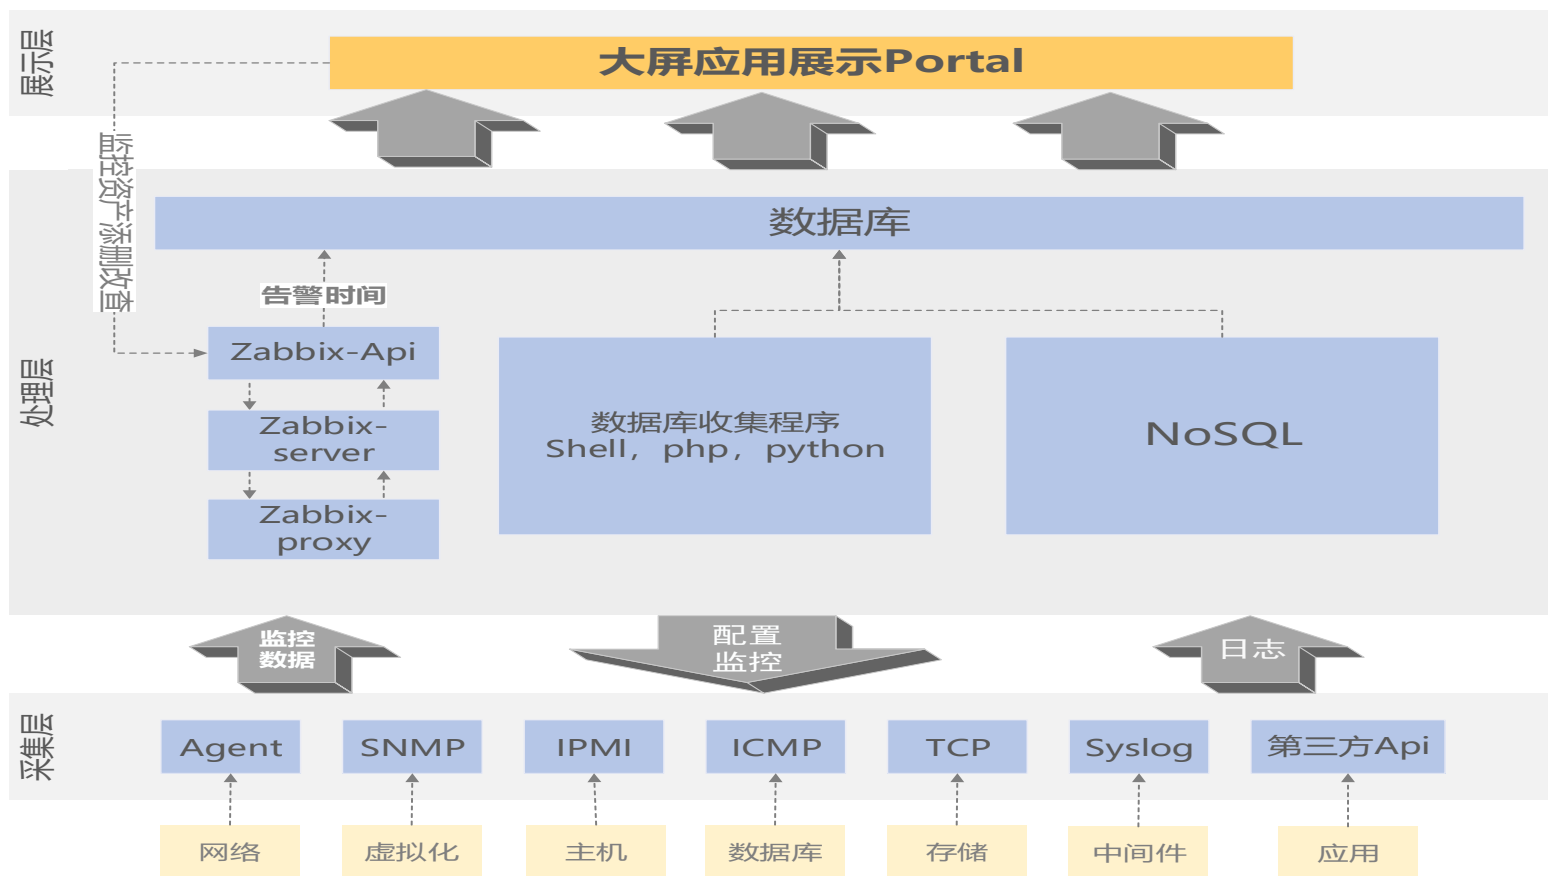 展示层
大屏应用展示Portal
监控资产添删改查
处理层
数据库
告警时间
Zabbix-Api
Zabbix-
server
Zabbix-
proxy
数据库收集程序
Shell，php，python
NoSQL
监控
数据
配置
监控
日志
采集层
Agent
SNMP
IPMI
ICMP
TCP
Syslog
第三方Api
网络
虚拟化
主机
数据库
存储
中间件
应用